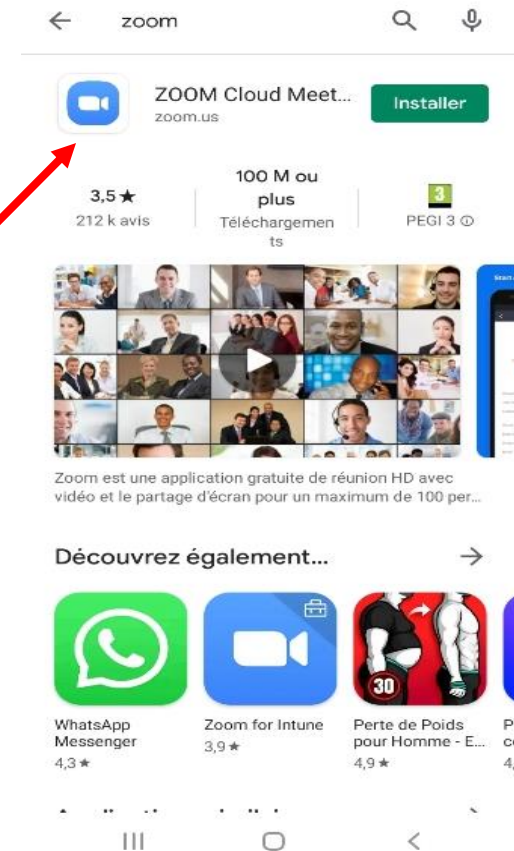 zoom
ZOOM Cloud Meet...
zoom.us
Installer
3,5★
212 k avis
100 M ou
plus
Téléchargemen
ts
3
PEGI 3
Zoom est une application gratuite de réunion HD avec
vidéo et le partage d'écran pour un maximum de 100 per...
Découvrez également...
WhatsApp
Messenger
4,3★
Zoom for Intune
3,9★
30
Perte de Poids
pour Homme - E...
4,9★